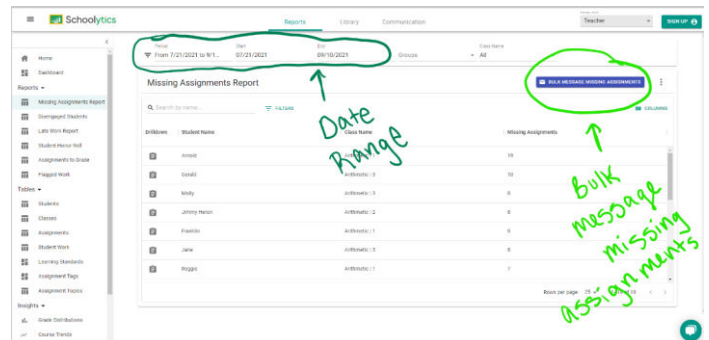 Schoolytics
Reports
Library
Communication
Teacher
SIGN UP
Home
Dashboard
Reports
Missing Assignments Report
Disengaged Students
Late Work Report
Student Honor Roll
Assignments to Grade
Flagged Work
Tables
Students
Classes
Assignments
Student Work
Learning Standards
Assignment Tags
Assignment Topics
Insights
Grade Distributions
Course Trends
Period
From 7/21/2021 to 9/1...
Start
07/21/2021
End
09/10/2021
Groups
Class Name
All
Missing Assignments Report
BULK MESSAGE MISSING ASSIGNMENTS
Search by name...
FILTERS
COLUMNS
Drilldown
Student Name
Class Name
Missing Assignments
Arithmetic : 1
19
Gerald
Arithmetic : 3
10
Molly
Arithmetic : 3
Johnny Heron
Arithmetic : 2
8
Franklin
Arithmetic : 1
Jane
Arithmetic : 3
8
Reggie
Arithmetic : 1
7
Rows per page
25
Date
Range
Bulk
message
missing
assignments